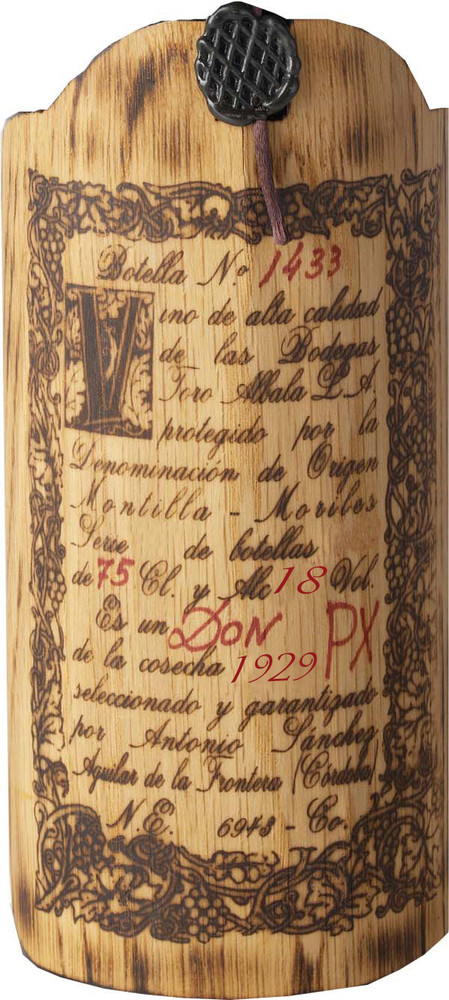 Botella Nº 1433
Vino de alta calidad
de las Bodegas
Toro Albala S.A.
protegido por la
Denominación de Origen
Montilla - Moriles
Serie de botellas
de 75 Cl. y Alc 18 Vol.
Es un DON PX
de la cosecha 1929
seleccionado y garantizado
por Antonio Sánchez
Aguilar de la Frontera (Córdoba)
N.E. 6948 - Co.